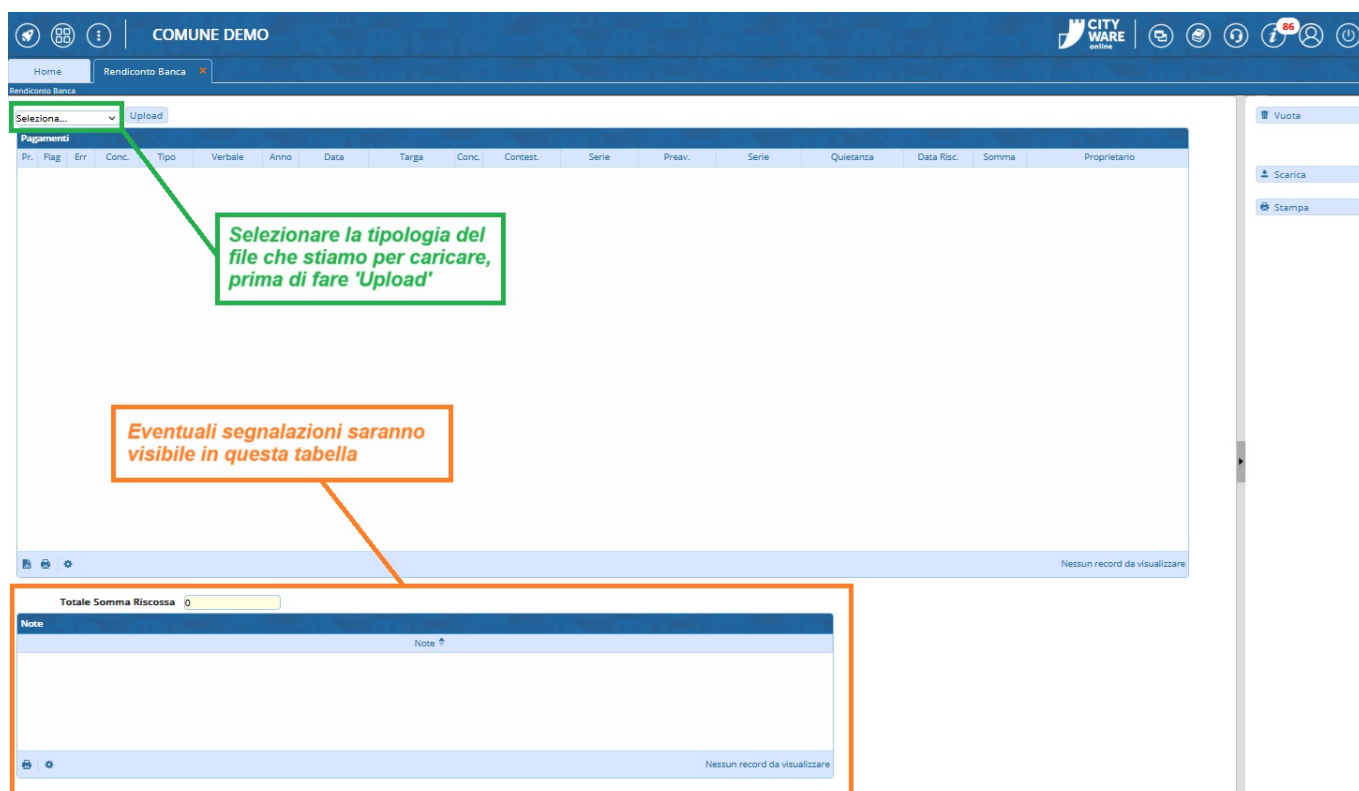 COMUNE DEMO
CITY
WARE
online
86
Home
Rendiconto Banca
Rendiconto Banca
Seleziona...
Upload
Vuota
Pagamenti
Pr. Flag Err Conc. Tipo Verbale Anno Data Targa Conc. Contest. Serie Preav. Serie Quietanza Data Risc. Somma Proprietario
Scarica
Stampa
Selezionare la tipologia del
file che stiamo per caricare,
prima di fare 'Upload'
Eventuali segnalazioni saranno
visibile in questa tabella
Nessun record da visualizzare
Totale Somma Riscossa 0
Note
Note
Nessun record da visualizzare